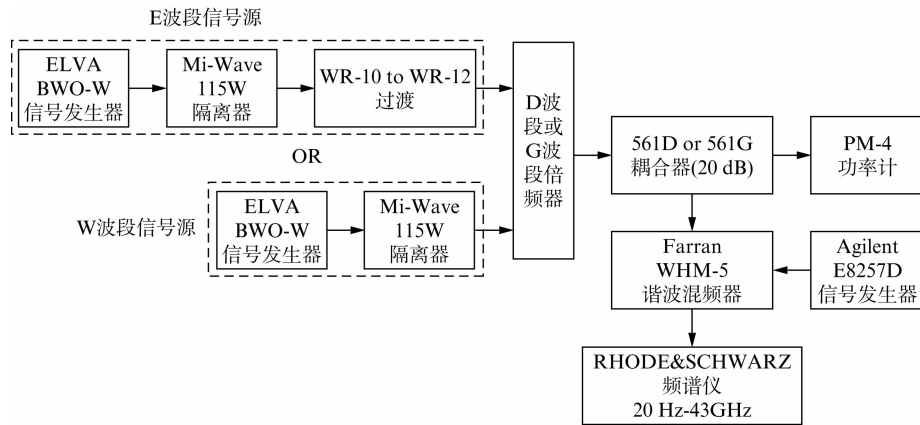 E波段信号源
ELVA
BWO-W
信号发生器
Mi-Wave
115W
隔离器
WR-10 to WR-12
过渡
OR
W波段信号源
ELVA
BWO-W
信号发生器
Mi-Wave
115W
隔离器
D波
段或
G波
段倍
频器
561D or 561G
耦合器(20 dB)
PM-4
功率计
Farran
WHM-5
谐波混频器
Agilent
E8257D
信号发生器
RHODE&SCHWARZ
频谱仪
20 Hz-43GHz